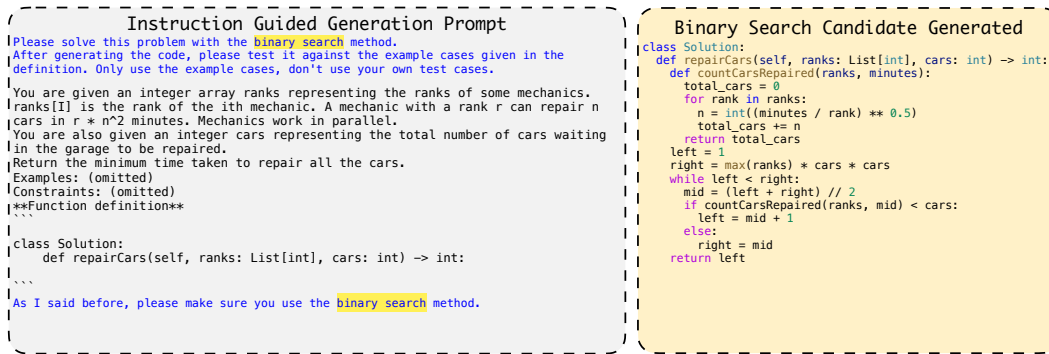 Instruction Guided Generation Prompt
Please solve this problem with the binary search method.
After generating the code, please test it against the example cases given in the
definition. Only use the example cases, don't use your own test cases.
You are given an integer array ranks representing the ranks of some mechanics.
ranks[I] is the rank of the ith mechanic. A mechanic with a rank r can repair n
cars in r * n^2 minutes. Mechanics work in parallel.
You are also given an integer cars representing the total number of cars waiting
in the garage to be repaired.
Return the minimum time taken to repair all the cars.
Examples: (omitted)
Constraints: (omitted)
**Function definition**
```
class Solution:
    def repairCars(self, ranks: List[int], cars: int) -> int:
```
As I said before, please make sure you use the binary search method.
Binary Search Candidate Generated
class Solution:
  def repairCars(self, ranks: List[int], cars: int) -> int:
    def countCarsRepaired(ranks, minutes):
      total_cars = 0
      for rank in ranks:
        n = int((minutes / rank) ** 0.5)
        total_cars += n
      return total_cars
    left = 1
    right = max(ranks) * cars * cars
    while left < right:
      mid = (left + right) // 2
      if countCarsRepaired(ranks, mid) < cars:
        left = mid + 1
      else:
        right = mid
    return left